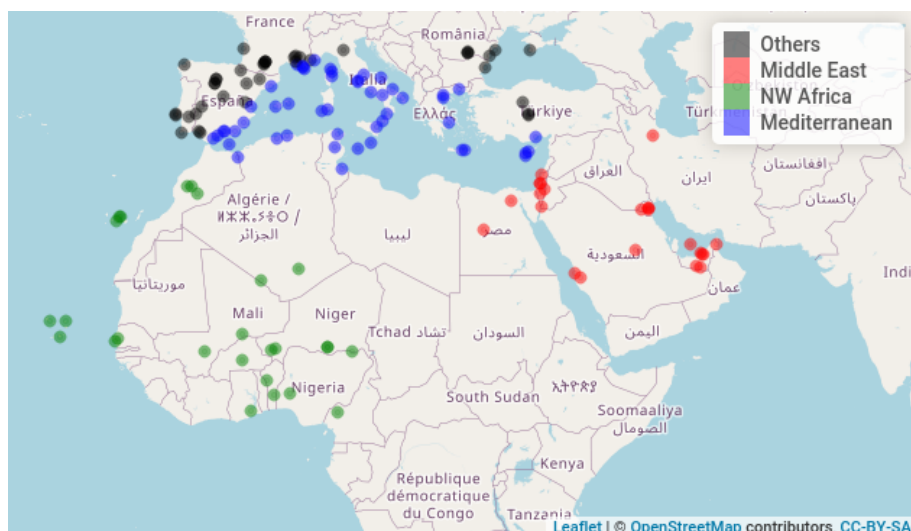 France
România
Others
Middle East
NW Africa
Mediterranean
Italia
España
Ελλάς
Türkiye
افغانستان
العراق
ایران
پاکستان
Algérie /
ⵍⵣⵣⴰⵢⴻⵔ /
الجزائر
ليبيا
مصر
السعودية
عمان
موريتانيا
Mali
Niger
Tchad تشاد
السودان
اليمن
Nigeria
South Sudan
ኢትዮጵያ
Soomaaliya
الصومال
Kenya
République
démocratique
du Congo
Tanzania
Leaflet | © OpenStreetMap contributors, CC-BY-SA